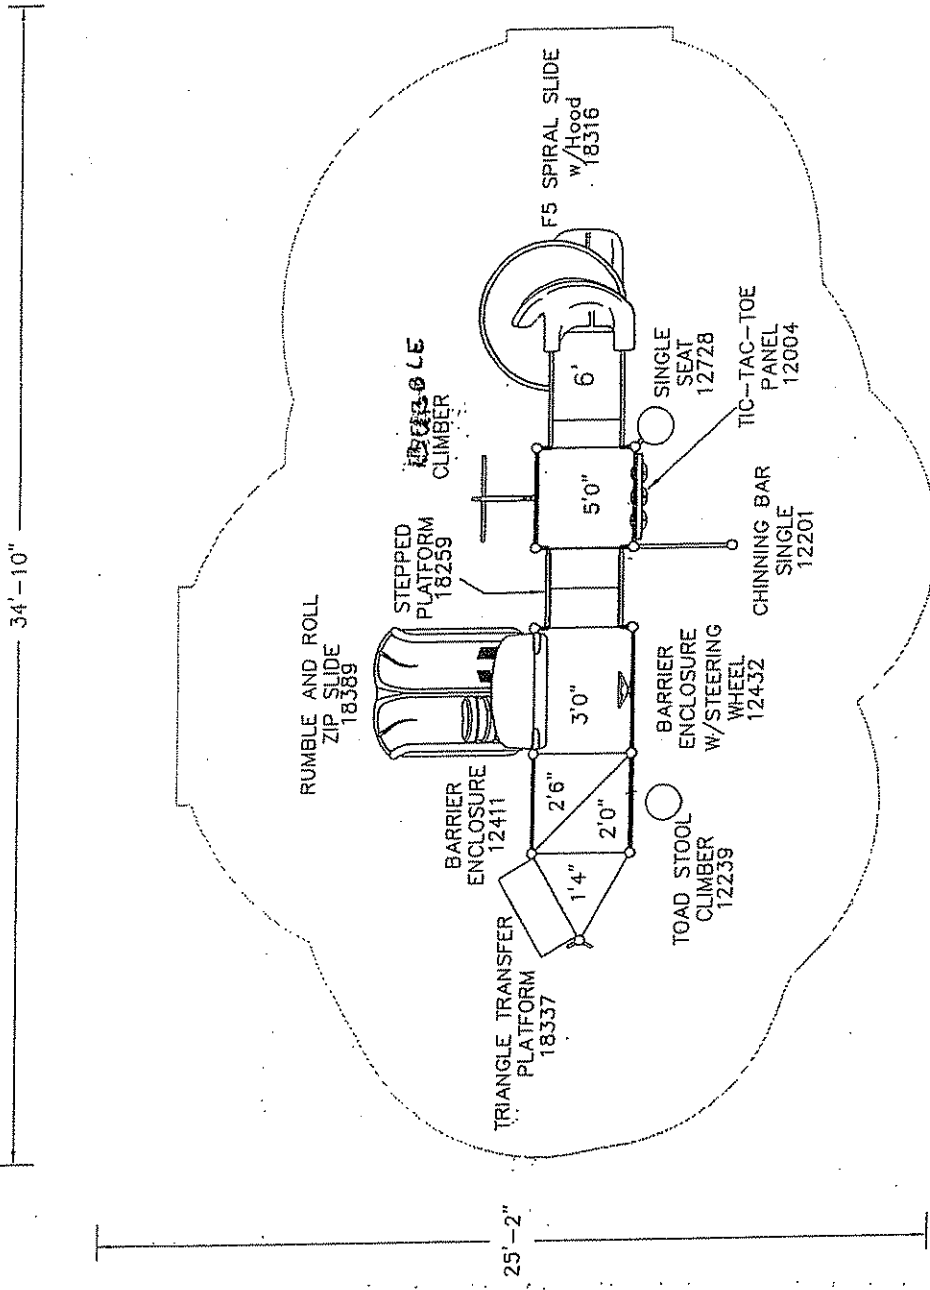 34'-10"
25'-2"
RUMBLE AND ROLL
ZIP SLIDE
18389
STEPPED
PLATFORM
18259
CLIMBER
F5 SPIRAL SLIDE
w/Hood
18316
BARRIER
ENCLOSURE
12411
TRIANGLE TRANSFER
PLATFORM
18337
1'4"
2'6"
2'0"
3'0"
5'0"
6'
TOAD STOOL
CLIMBER
12239
BARRIER
ENCLOSURE
W/STEERING
WHEEL
12432
CHINNING BAR
SINGLE
12201
SINGLE
SEAT
12728
TIC-TAC-TOE
PANEL
12004